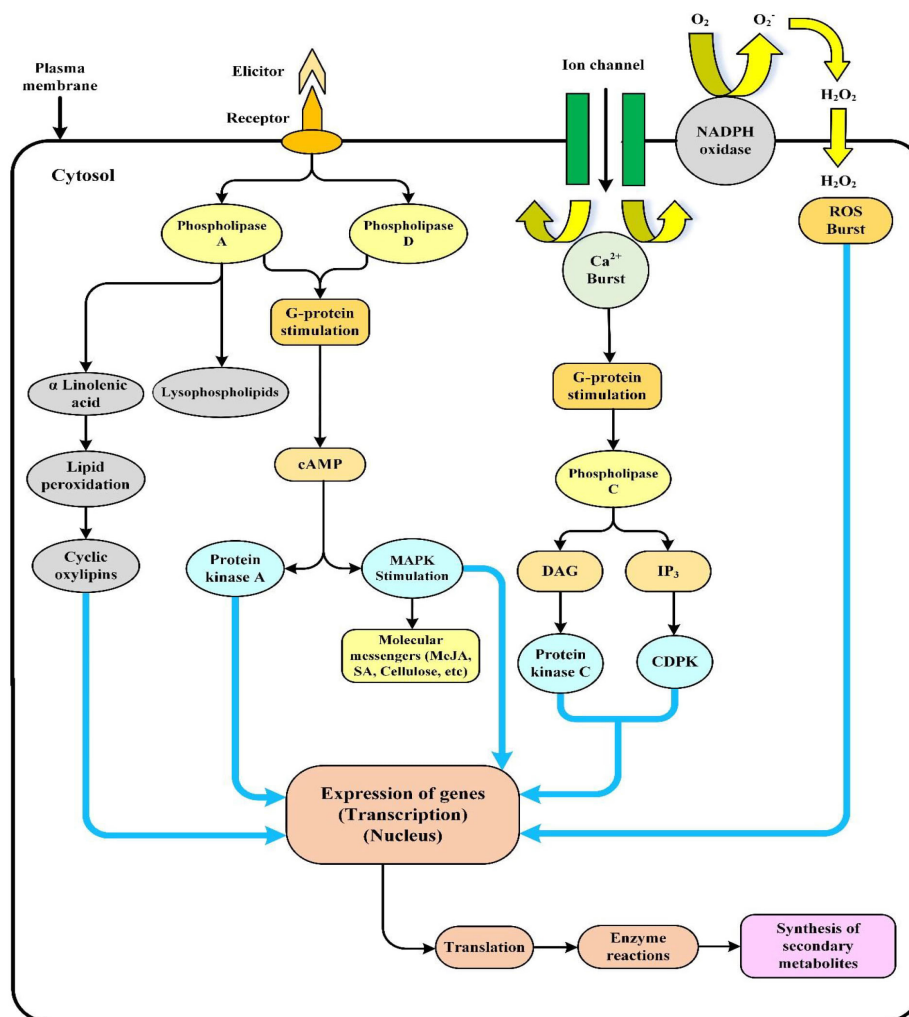 Plasma
membrane
Elicitor
Receptor
Ion channel
O2
O2-
H2O2
NADPH
oxidase
H2O2
Cytosol
ROS
Burst
Phospholipase
A
Phospholipase
D
Ca2+
Burst
G-protein
stimulation
G-protein
stimulation
α Linolenic
acid
Lysophospholipids
cAMP
Phospholipase
C
Lipid
peroxidation
Cyclic
oxylipins
Protein
kinase A
MAPK
Stimulation
DAG
IP3
Molecular
messengers (McJA,
SA, Cellulose, etc)
Protein
kinase C
CDPK
Expression of genes
(Transcription)
(Nucleus)
Translation
Enzyme
reactions
Synthesis of
secondary
metabolites